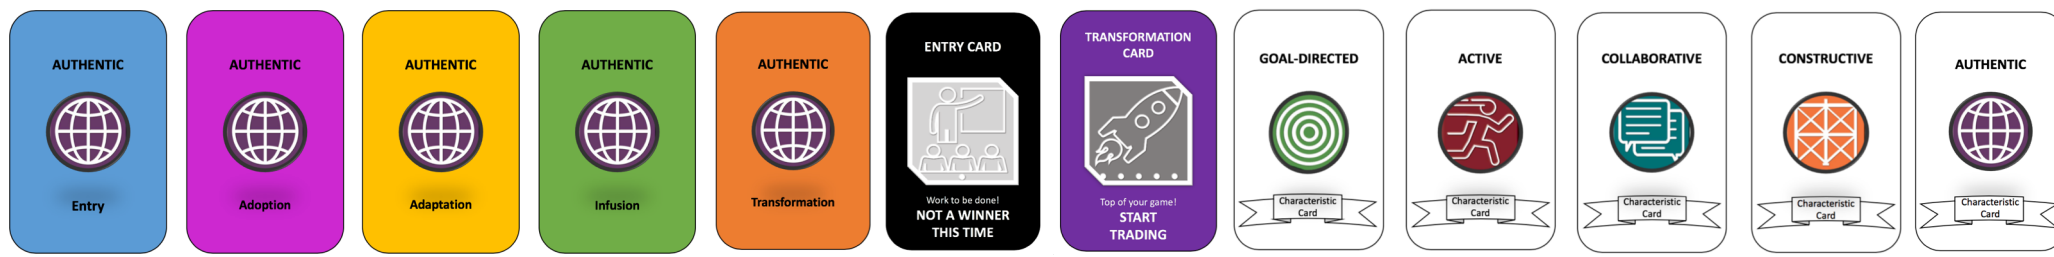 AUTHENTIC
Entry
AUTHENTIC
Adoption
AUTHENTIC
Adaptation
AUTHENTIC
Infusion
AUTHENTIC
Transformation
ENTRY CARD
Work to be done!
NOT A WINNER
THIS TIME
TRANSFORMATION
CARD
Top of your game!
START
TRADING
GOAL-DIRECTED
Characteristic
Card
ACTIVE
Characteristic
Card
COLLABORATIVE
Characteristic
Card
CONSTRUCTIVE
Characteristic
Card
AUTHENTIC
Characteristic
Card